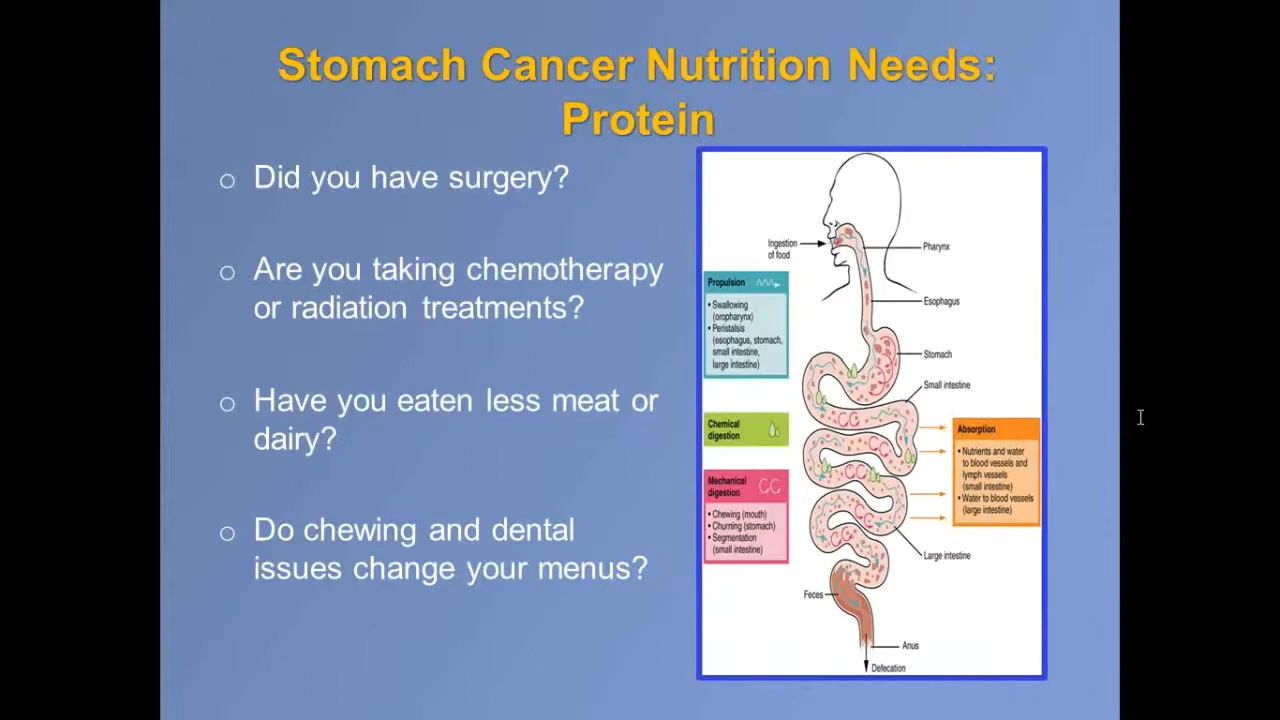 Stomach Cancer Nutrition Needs:
Protein
o Did you have surgery?
o Are you taking chemotherapy
or radiation treatments?
o Have you eaten less meat or
dairy?
o Do chewing and dental
issues change your menus?
Ingestion
of food
Pharynx
Propulsion
• Swallowing
(oropharynx)
• Peristalsis
(esophagus, stomach,
small intestine,
large intestine)
Esophagus
Stomach
Small intestine
Chemical
digestion
Absorption
• Nutrients and water
to blood vessels and
lymph vessels
(small intestine)
• Water to blood vessels
(large intestine)
Mechanical
digestion
• Chewing (mouth)
• Churning (stomach)
• Segmentation
(small intestine)
Large intestine
Feces
Anus
Defecation